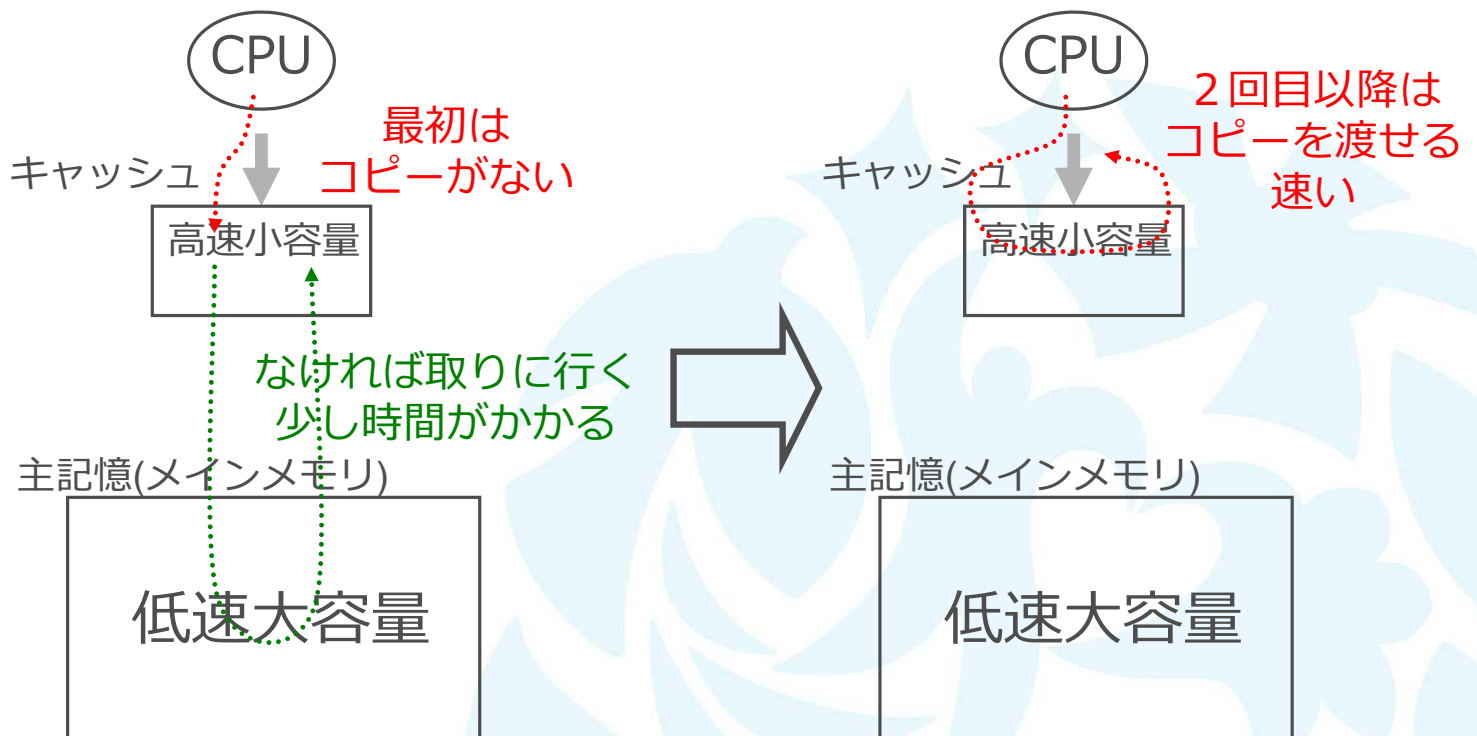 CPU
最初は
コピーがない
キャッシュ
高速小容量
なければ取りに行く
少し時間がかかる
主記憶(メインメモリ)
低速大容量
CPU
２回目以降は
コピーを渡せる
速い
キャッシュ
高速小容量
主記憶(メインメモリ)
低速大容量